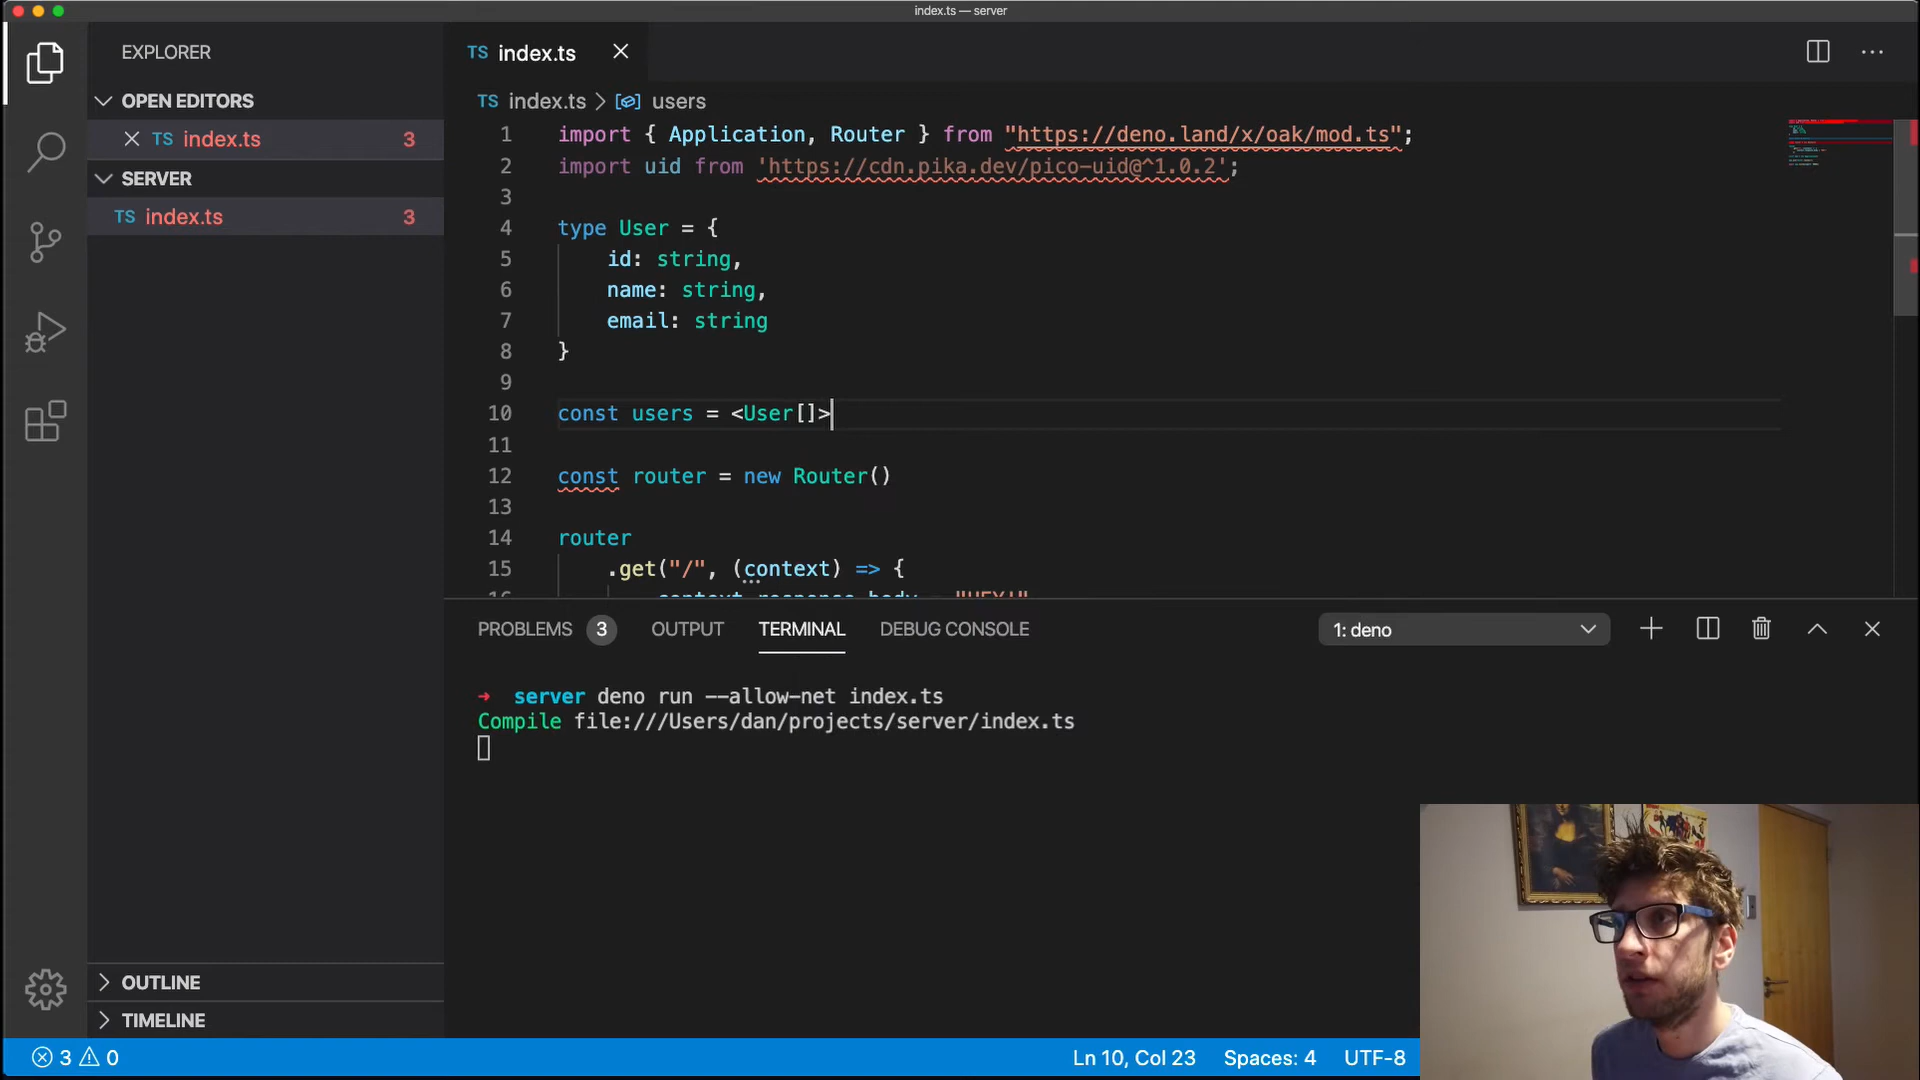 index.ts — server
EXPLORER
OPEN EDITORS
TS index.ts 3
SERVER
TS index.ts 3
OUTLINE
TIMELINE
TS index.ts
TS index.ts > users
1 import { Application, Router } from "https://deno.land/x/oak/mod.ts";
2 import uid from 'https://cdn.pika.dev/pico-uid@^1.0.2';
3
4 type User = {
5 id: string,
6 name: string,
7 email: string
8 }
9
10 const users = <User[]>
11
12 const router = new Router()
13
14 router
15 .get("/", (context) => {
16 context.response.body = "HEY!"
PROBLEMS 3 OUTPUT TERMINAL DEBUG CONSOLE 1: deno
→ server deno run --allow-net index.ts
Compile file:///Users/dan/projects/server/index.ts
3 0 Ln 10, Col 23 Spaces: 4 UTF-8